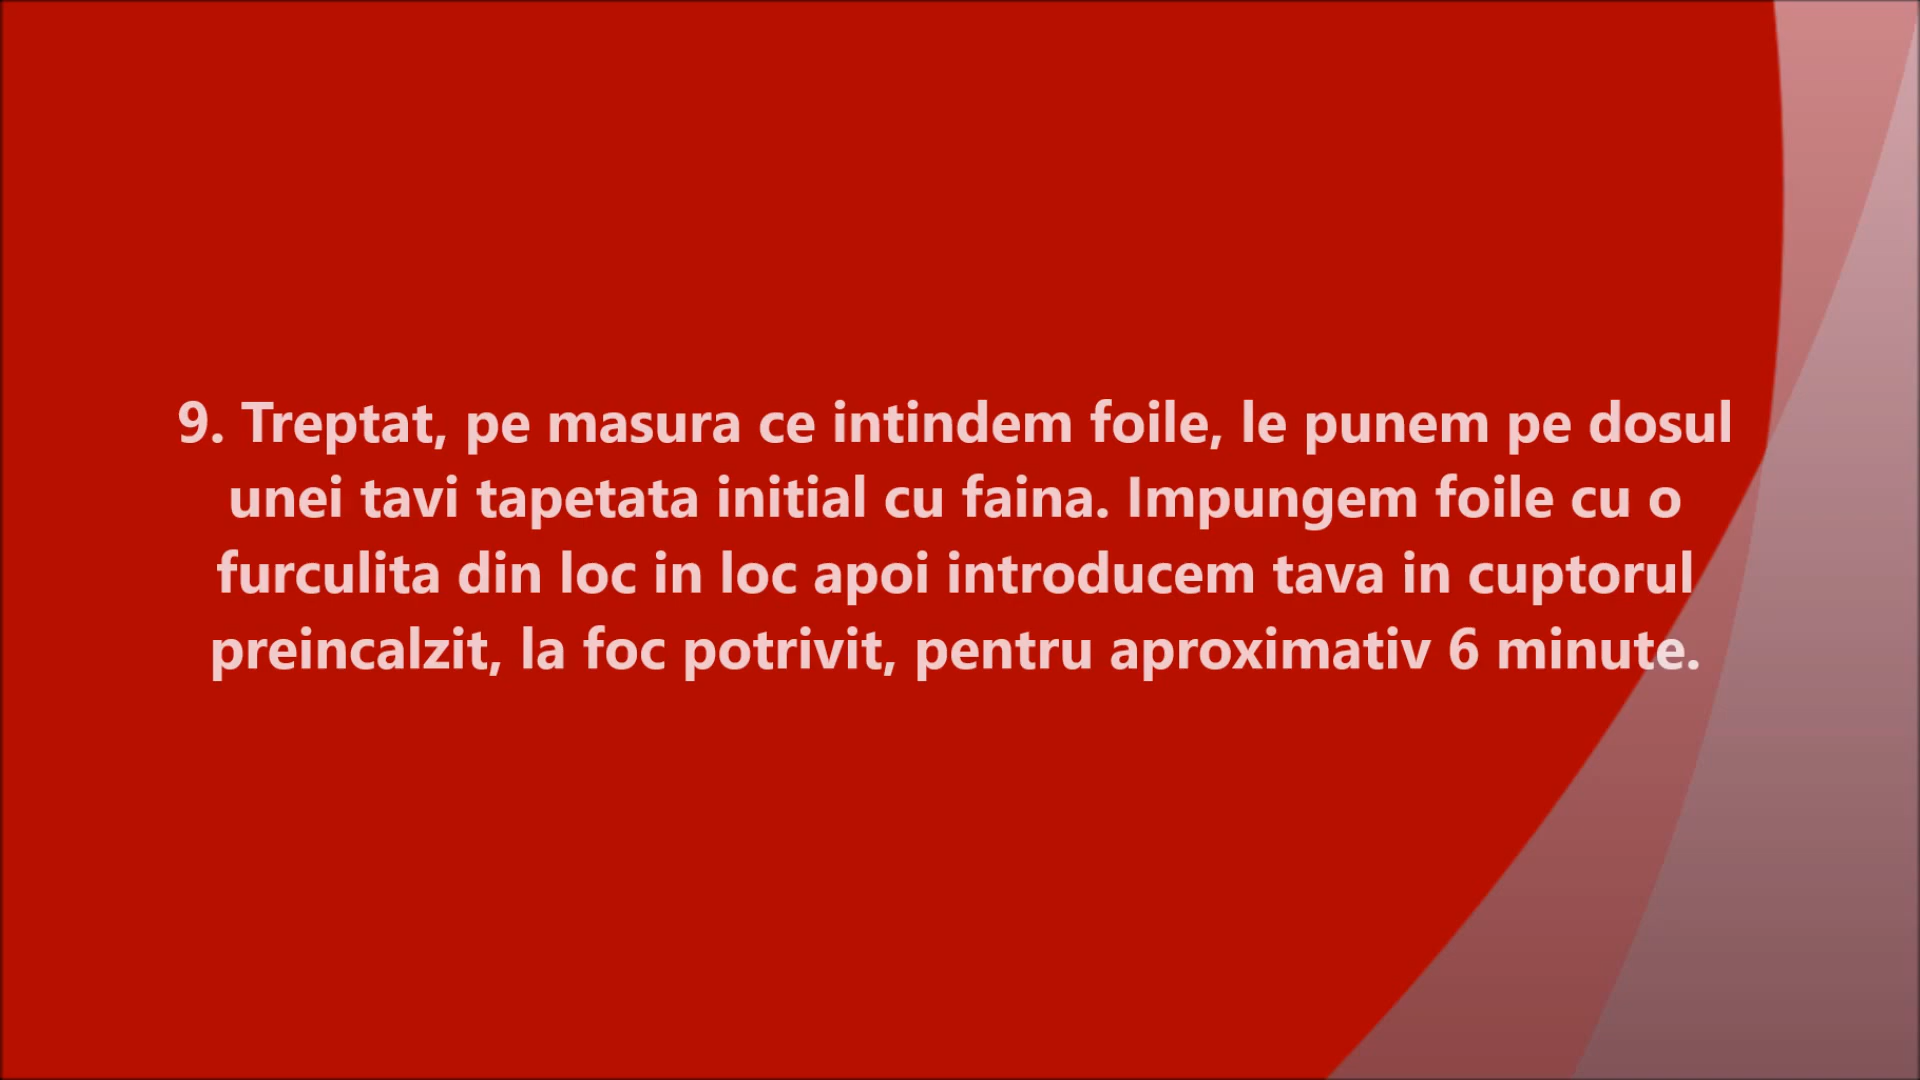 9. Treptat, pe masura ce intindem foile, le punem pe dosul
unei tavi tapetata initial cu faina. Impungem foile cu o
furculita din loc in loc apoi introducem tava in cuptorul
preincalzit, la foc potrivit, pentru aproximativ 6 minute.